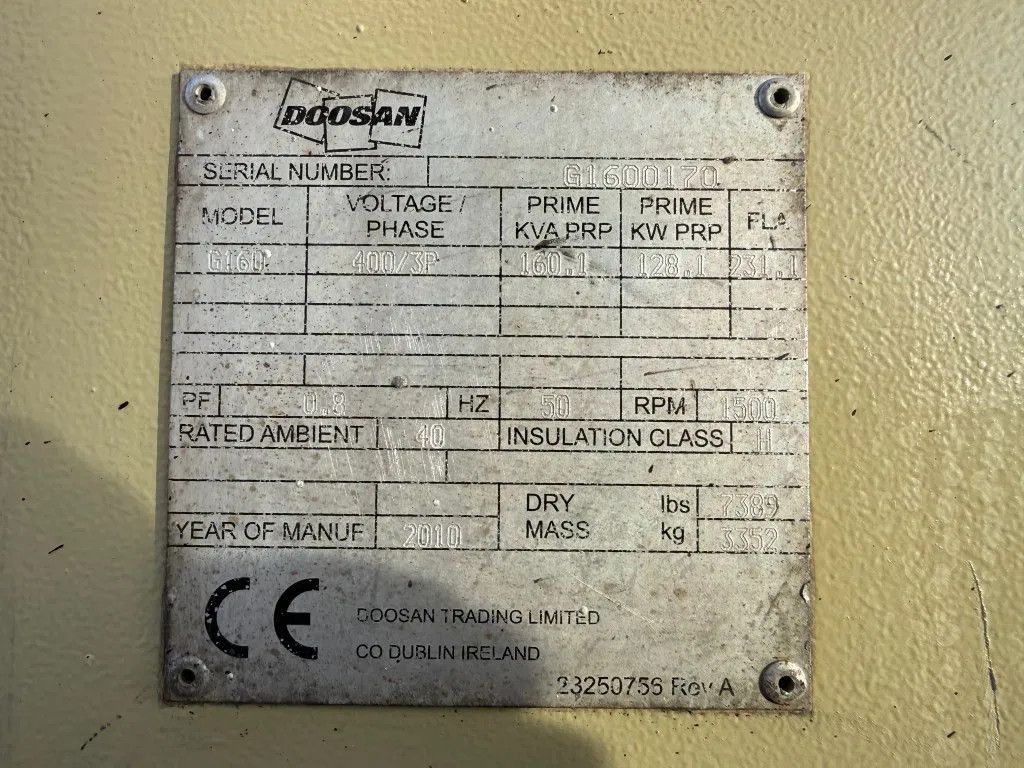 DOOSAN
SERIAL NUMBER: G1600170
MODEL VOLTAGE / PHASE PRIME KVA PRP PRIME KW PRP FLA
G160 400/3P 160.1 128.1 231.1
PF 0.8 HZ 50 RPM 1500
RATED AMBIENT 40 INSULATION CLASS H
DRY MASS lbs 7389
YEAR OF MANUF 2010 kg 3352
CE DOOSAN TRADING LIMITED
CO DUBLIN IRELAND
23250756 Rev A